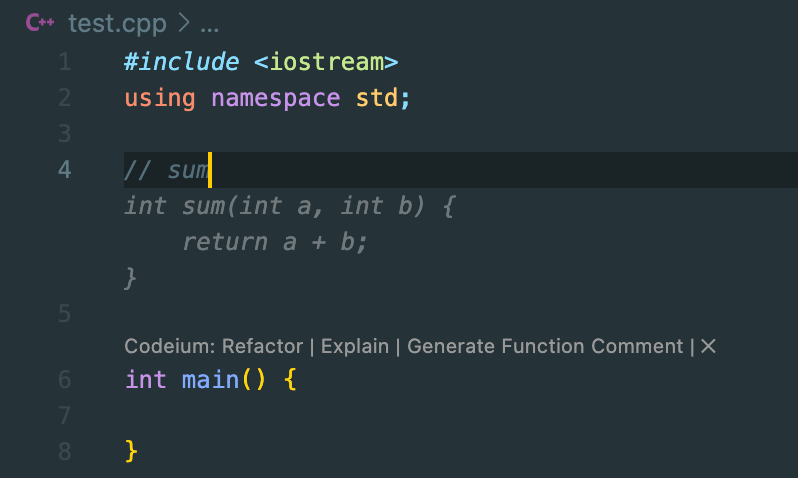 C++ test.cpp > ...
1 #include <iostream>
2 using namespace std;
3
4 // sum
int sum(int a, int b) {
    return a + b;
}
5
Codeium: Refactor | Explain | Generate Function Comment | ×
6 int main() {
7
8 }